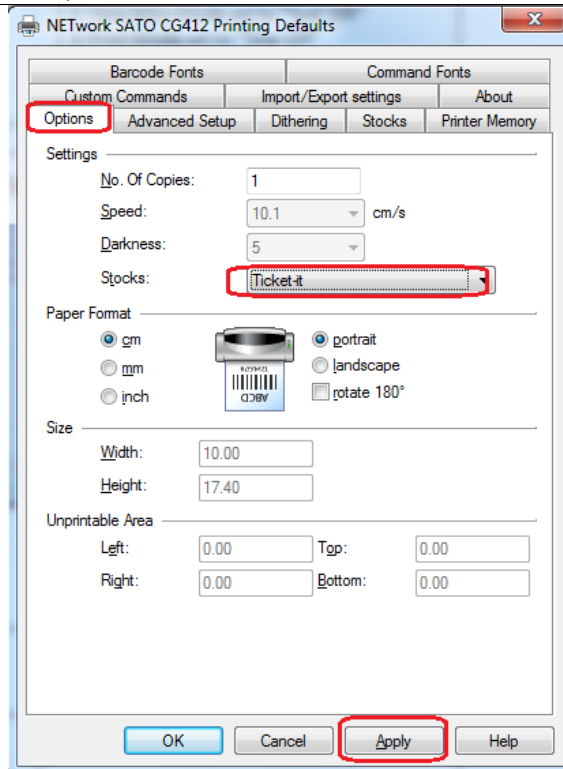 NETwork SATO CG412 Printing Defaults
Barcode Fonts Command Fonts
Custom Commands Import/Export settings About
Options Advanced Setup Dithering Stocks Printer Memory
Settings
No. Of Copies: 1
Speed: 10.1 cm/s
Darkness: 5
Stocks: Ticket-it
Paper Format
cm portrait
mm landscape
inch rotate 180°
ABCD
Size
Width: 10.00
Height: 17.40
Unprintable Area
Left: 0.00 Top: 0.00
Right: 0.00 Bottom: 0.00
OK Cancel Apply Help